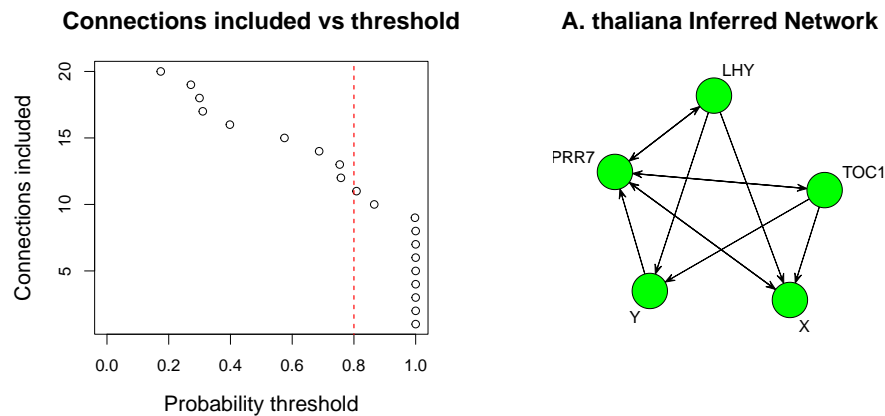 Connections included vs threshold
A. thaliana Inferred Network
20
15
10
5
Connections included
0.0 0.2 0.4 0.6 0.8 1.0
Probability threshold
LHY
PRR7
TOC1
Y
X